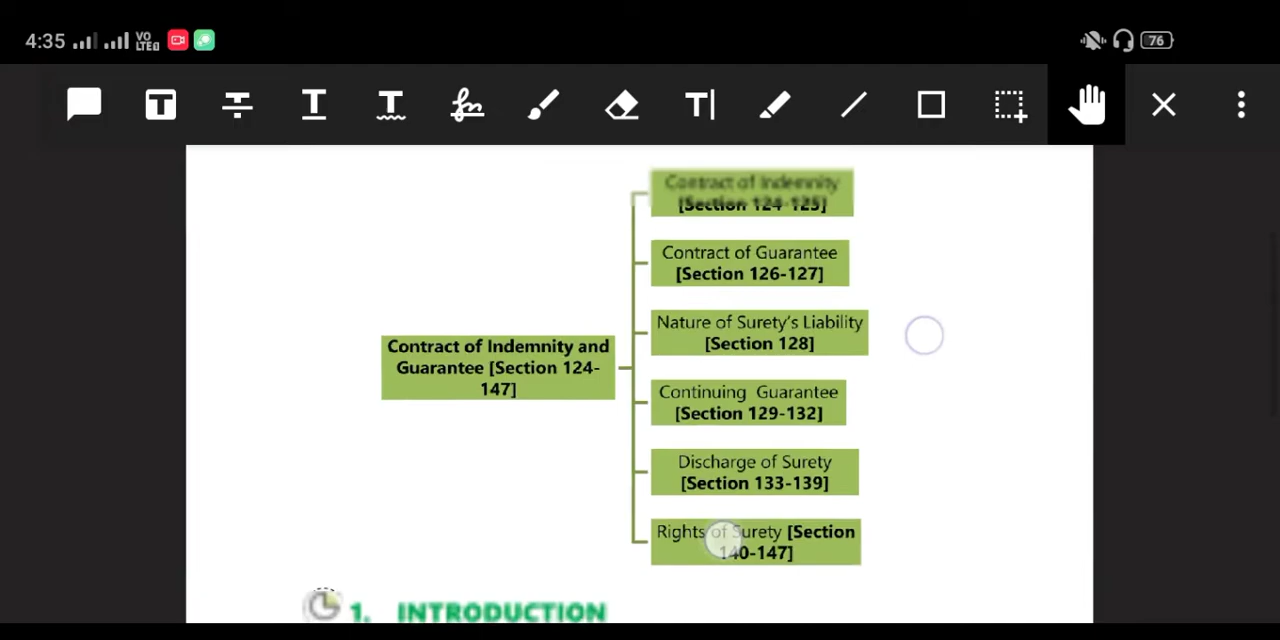 4:35
VO
LTE
76
T
T
T
T
T
Contract of Indemnity
[Section 124-125]
Contract of Guarantee
[Section 126-127]
Nature of Surety's Liability
[Section 128]
Contract of Indemnity and
Guarantee [Section 124-
147]
Continuing Guarantee
[Section 129-132]
Discharge of Surety
[Section 133-139]
Rights of Surety [Section
140-147]
1. INTRODUCTION